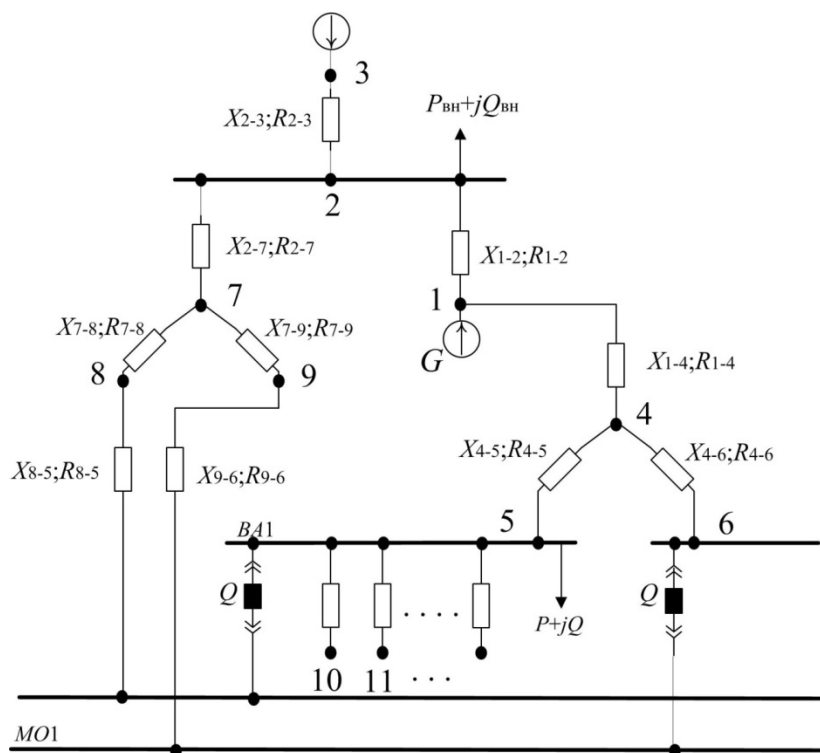 3
X2-3;R2-3
Pвн+jQвн
2
X2-7;R2-7
X1-2;R1-2
7
1
X7-8;R7-8
X7-9;R7-9
G
8
9
X1-4;R1-4
4
X4-5;R4-5
X4-6;R4-6
X8-5;R8-5
X9-6;R9-6
5
6
BA1
Q
. . . .
Q
P+jQ
. . .
10
11
MO1